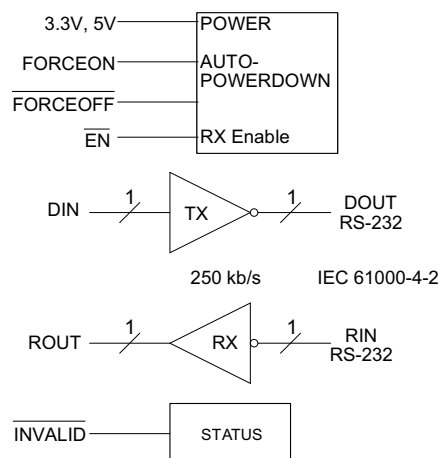 3.3V, 5V
POWER
FORCEON
AUTO-
POWERDOWN
FORCEOFF
EN
RX Enable
DIN
1
TX
1
DOUT
RS-232
250 kb/s
IEC 61000-4-2
ROUT
1
RX
1
RIN
RS-232
INVALID
STATUS